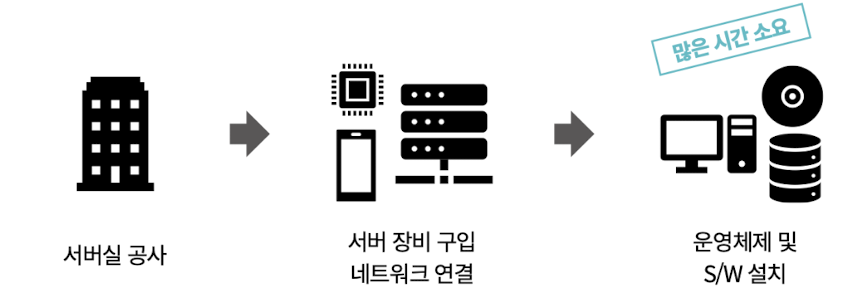 많은 시간 소요
서버실 공사
서버 장비 구입
네트워크 연결
운영체제 및
S/W 설치